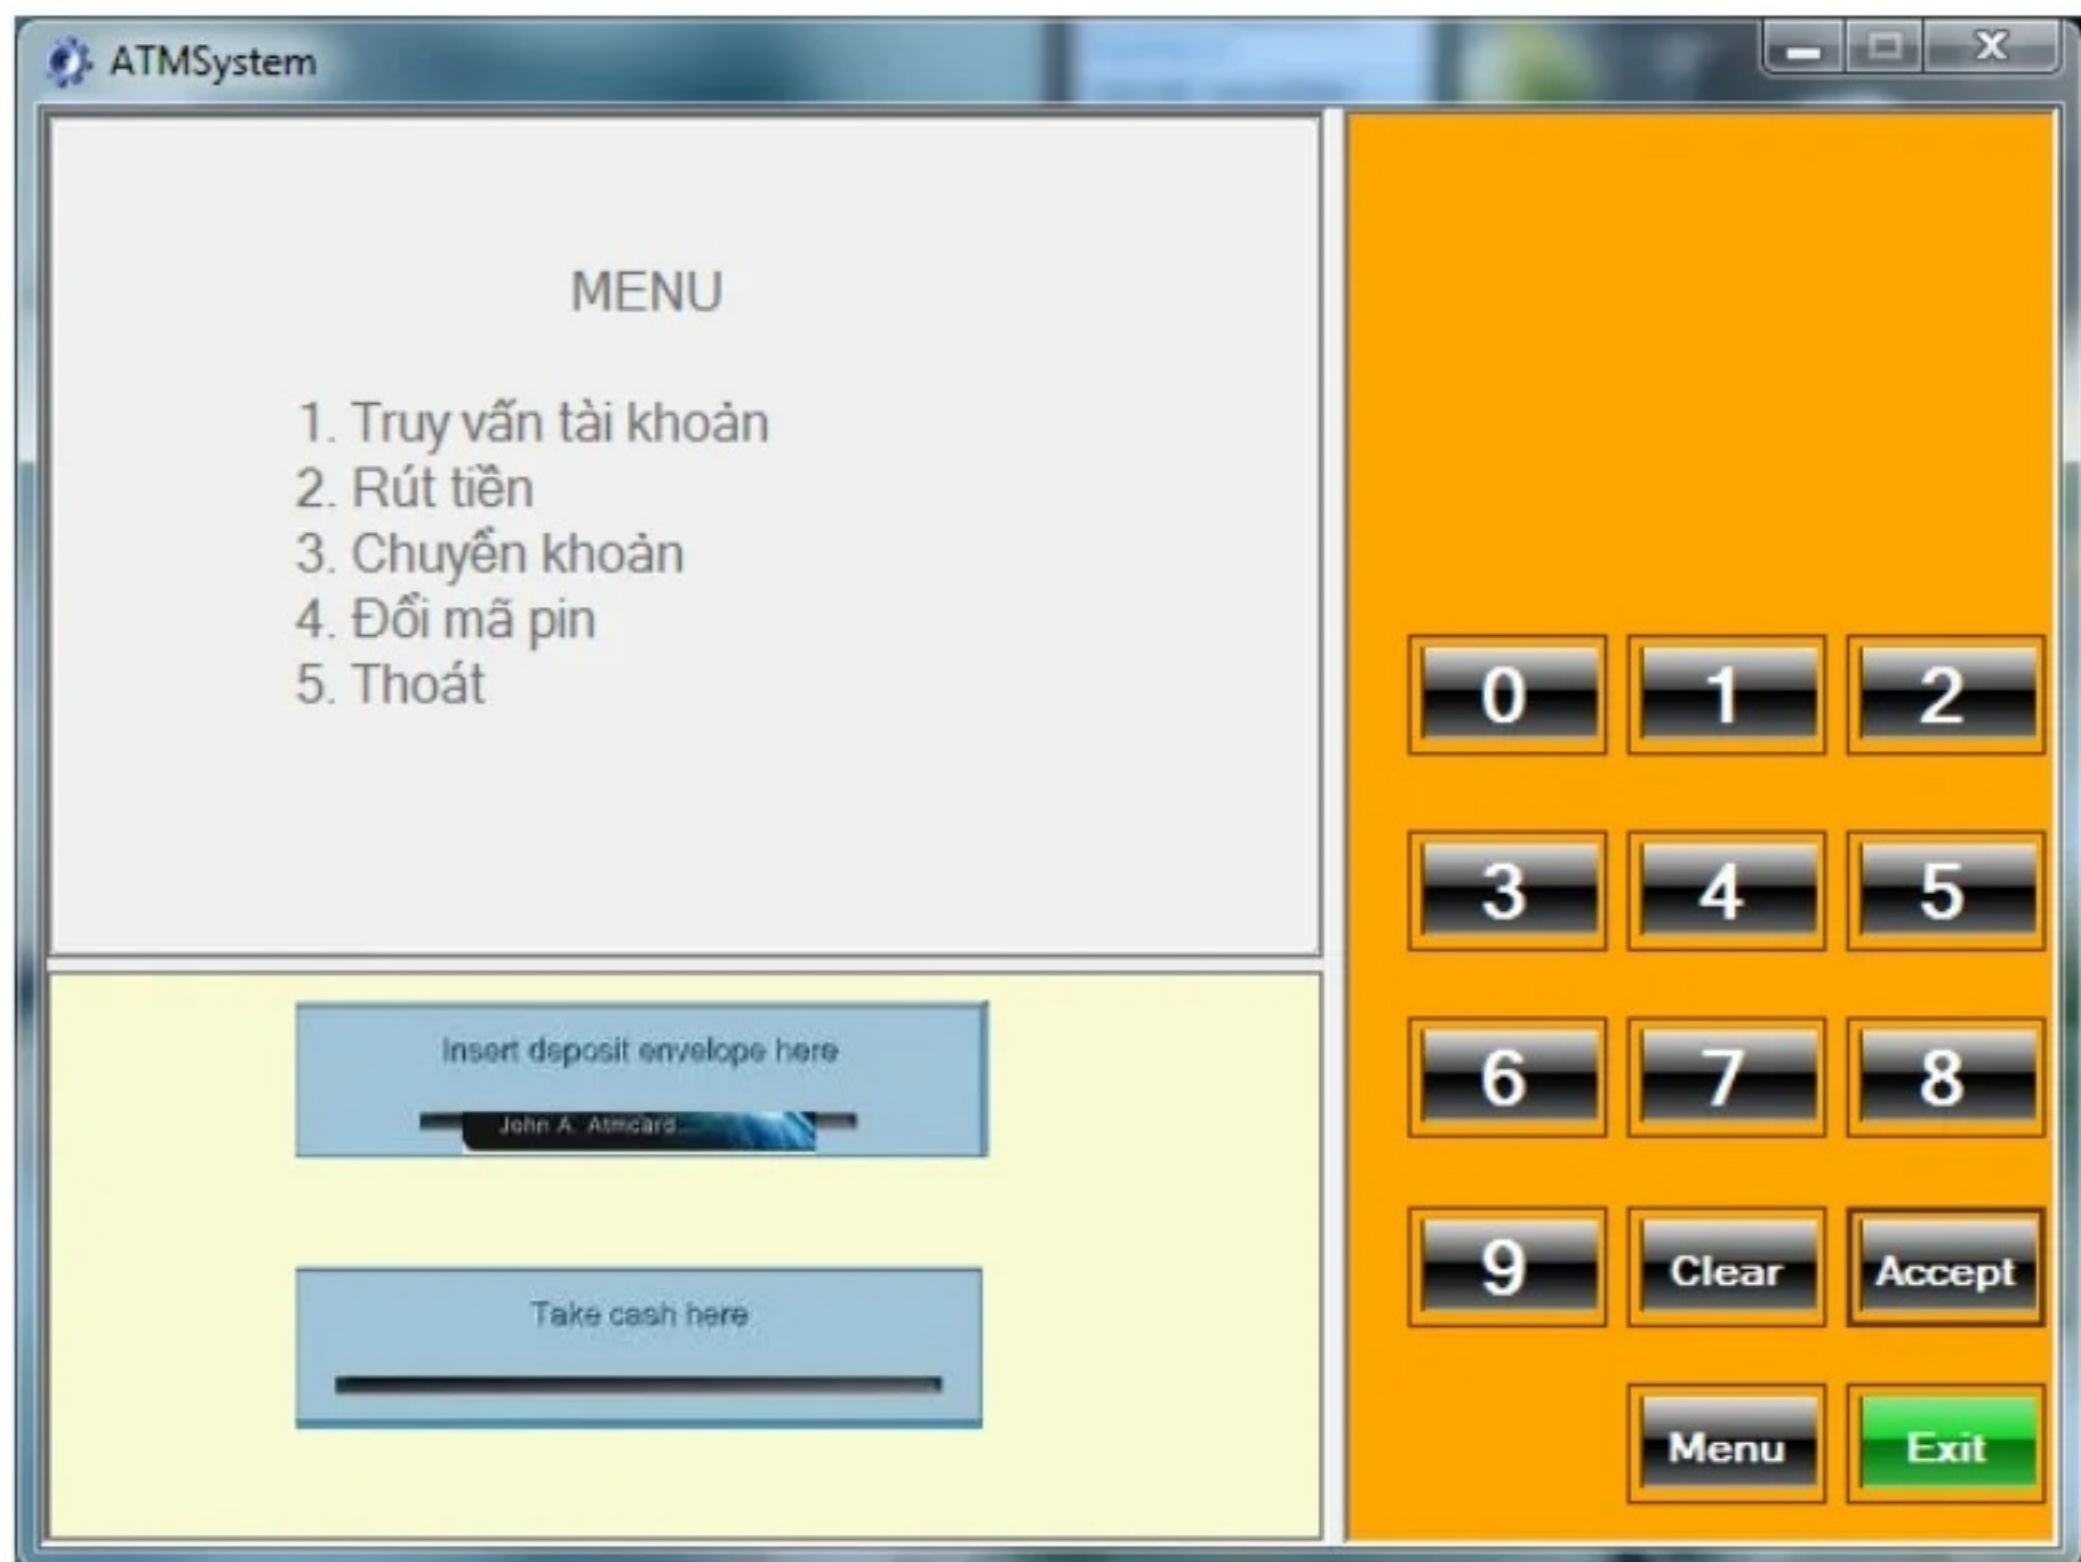 ATMSystem
MENU
1. Truy vấn tài khoản
2. Rút tiền
3. Chuyển khoản
4. Đổi mã pin
5. Thoát
Insert deposit envelope here
John A. Atmcard
Take cash here
0 1 2
3 4 5
6 7 8
9 Clear Accept
Menu Exit